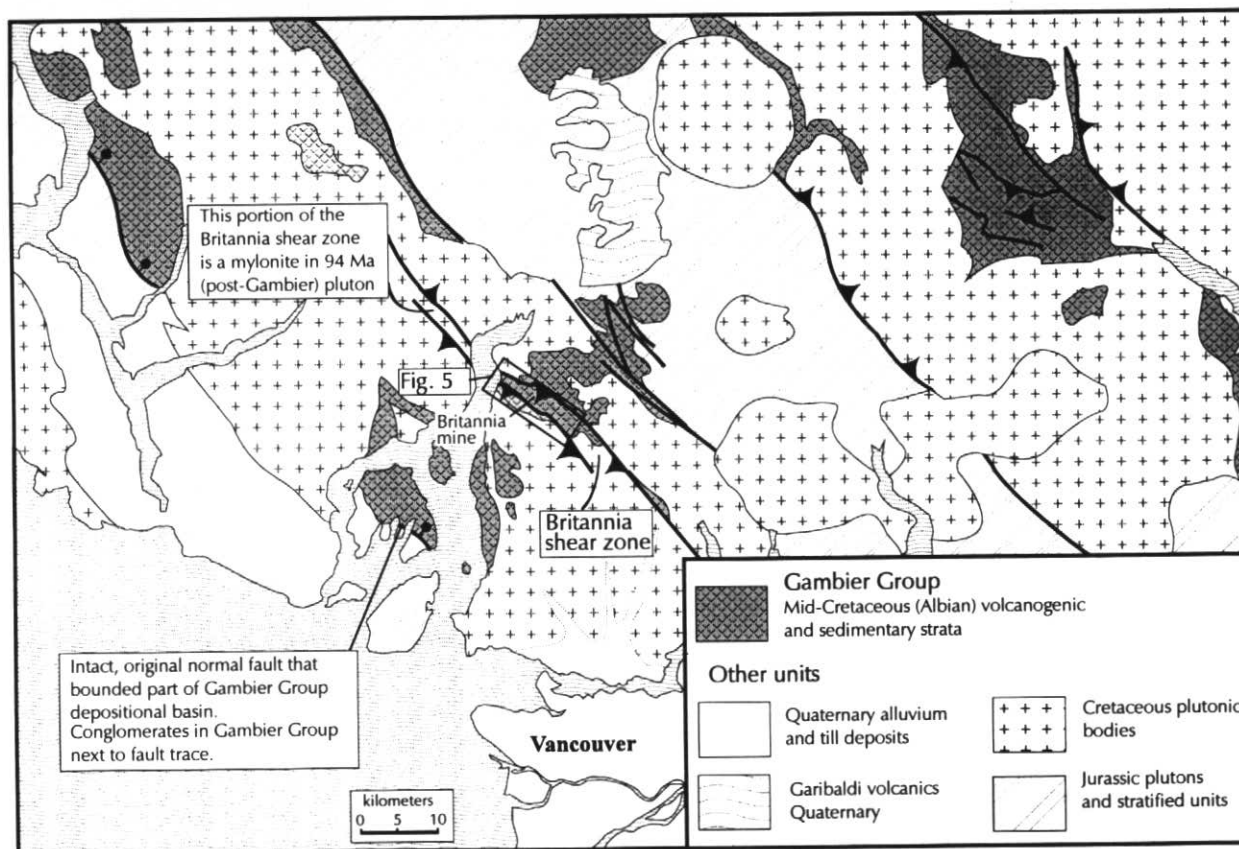 This portion of the
Britannia shear zone
is a mylonite in 94 Ma
(post-Gambier) pluton
Fig. 5
Britannia
mine
Britannia
shear zone
Intact, original normal fault that
bounded part of Gambier Group
depositional basin.
Conglomerates in Gambier Group
next to fault trace.
Vancouver
kilometers
0 5 10
Gambier Group
Mid-Cretaceous (Albian) volcanogenic
and sedimentary strata
Other units
Quaternary alluvium
and till deposits
Cretaceous plutonic
bodies
Garibaldi volcanics
Quaternary
Jurassic plutons
and stratified units